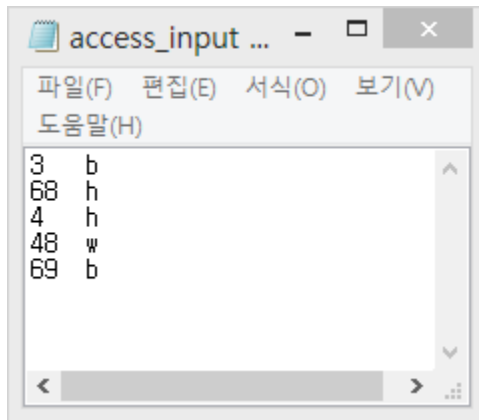 access_input ...
파일(F) 편집(E) 서식(O) 보기(V)
도움말(H)
3 b
68 h
4 h
48 w
69 b